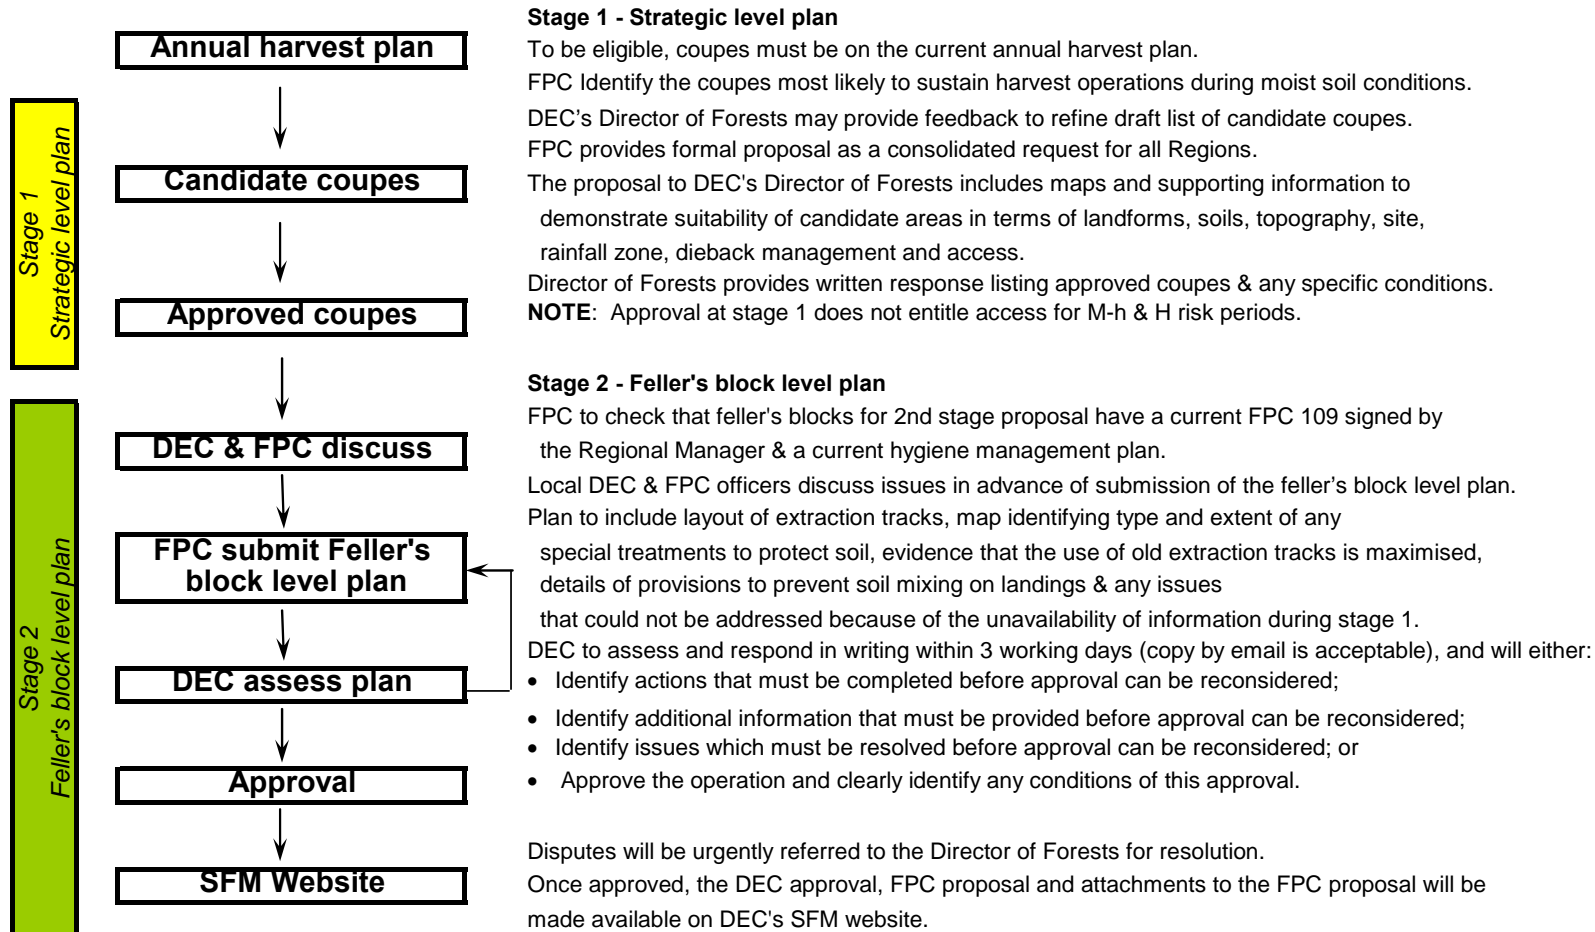 Stage 1
Strategic level plan
Stage 2
Feller's block level plan
Annual harvest plan
Candidate coupes
Approved coupes
DEC & FPC discuss
FPC submit Feller's
block level plan
DEC assess plan
Approval
SFM Website
Stage 1 - Strategic level plan
To be eligible, coupes must be on the current annual harvest plan.
FPC Identify the coupes most likely to sustain harvest operations during moist soil conditions.
DEC's Director of Forests may provide feedback to refine draft list of candidate coupes.
FPC provides formal proposal as a consolidated request for all Regions.
The proposal to DEC's Director of Forests includes maps and supporting information to
demonstrate suitability of candidate areas in terms of landforms, soils, topography, site,
rainfall zone, dieback management and access.
Director of Forests provides written response listing approved coupes & any specific conditions.
NOTE: Approval at stage 1 does not entitle access for M-h & H risk periods.
Stage 2 - Feller's block level plan
FPC to check that feller's blocks for 2nd stage proposal have a current FPC 109 signed by
the Regional Manager & a current hygiene management plan.
Local DEC & FPC officers discuss issues in advance of submission of the feller's block level plan.
Plan to include layout of extraction tracks, map identifying type and extent of any
special treatments to protect soil, evidence that the use of old extraction tracks is maximised,
details of provisions to prevent soil mixing on landings & any issues
that could not be addressed because of the unavailability of information during stage 1.
DEC to assess and respond in writing within 3 working days (copy by email is acceptable), and will either:
• Identify actions that must be completed before approval can be reconsidered;
• Identify additional information that must be provided before approval can be reconsidered;
• Identify issues which must be resolved before approval can be reconsidered; or
• Approve the operation and clearly identify any conditions of this approval.
Disputes will be urgently referred to the Director of Forests for resolution.
Once approved, the DEC approval, FPC proposal and attachments to the FPC proposal will be
made available on DEC's SFM website.